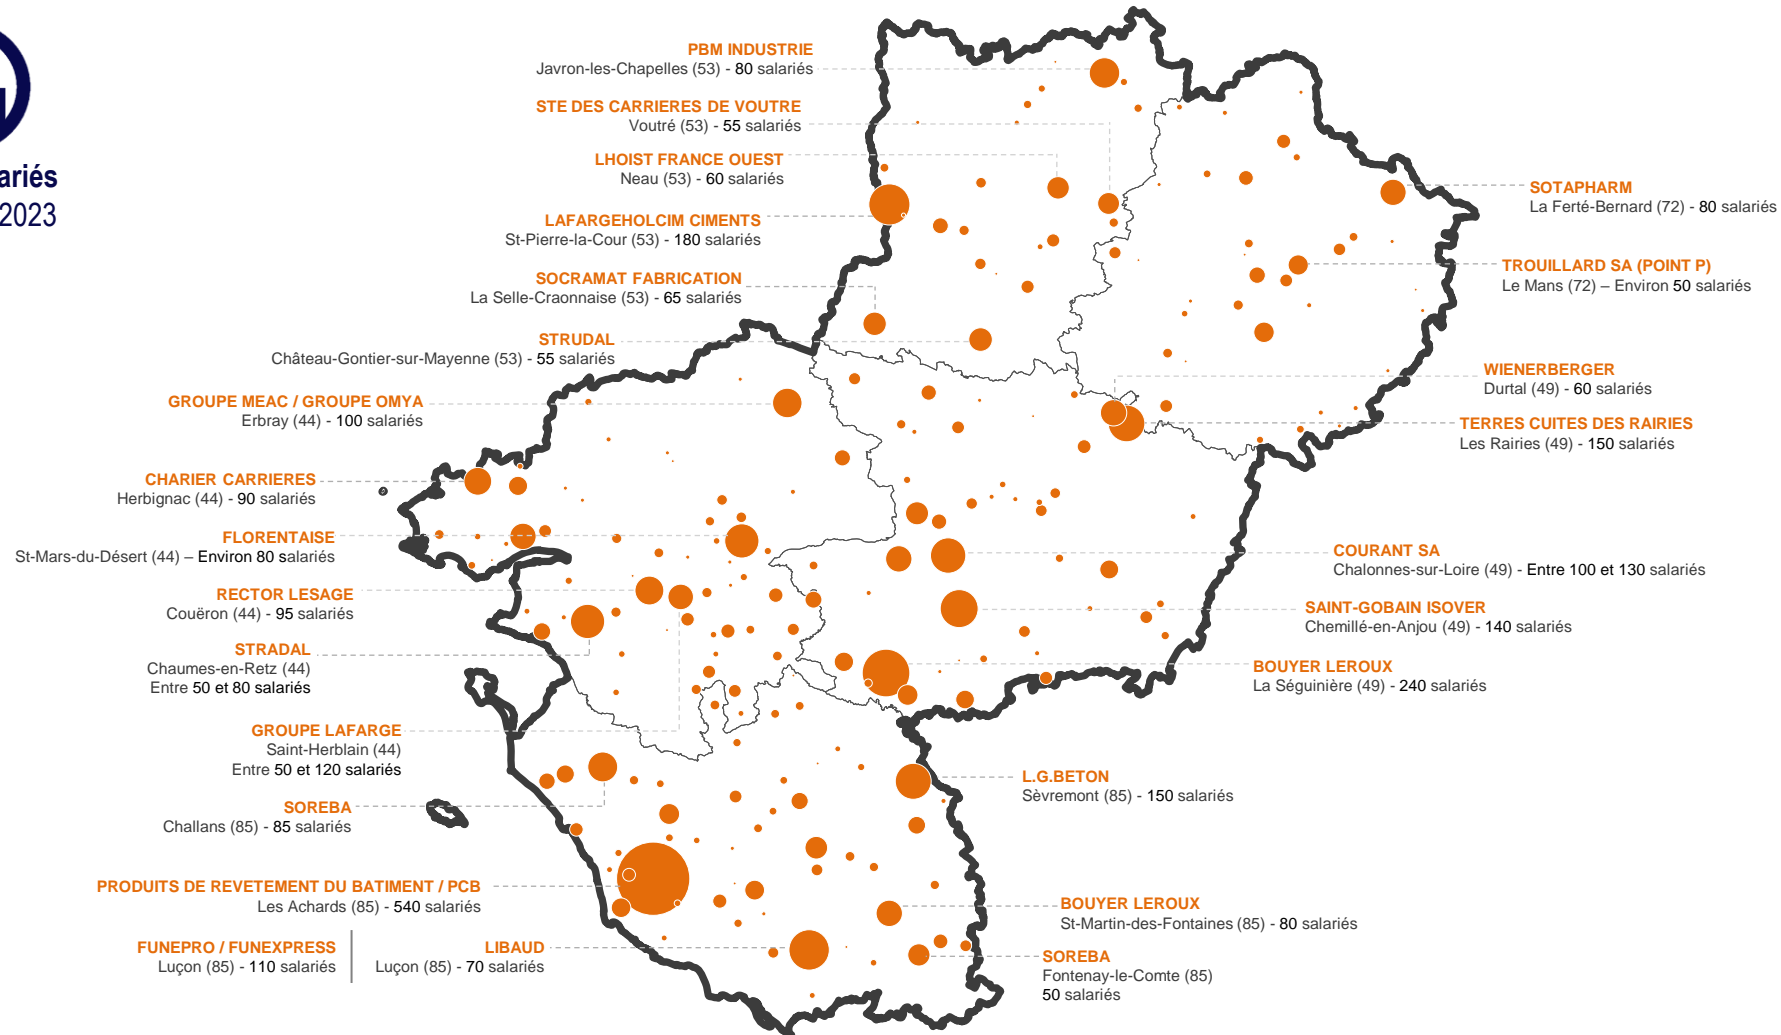 ariés
2023
PBM INDUSTRIE
Javron-les-Chapelles (53) - 80 salariés
STE DES CARRIERES DE VOUTRE
Voutré (53) - 55 salariés
LHOIST FRANCE OUEST
Neau (53) - 60 salariés
LAFARGEHOLCIM CIMENTS
St-Pierre-la-Cour (53) - 180 salariés
SOCRAMAT FABRICATION
La Selle-Craonnaise (53) - 65 salariés
STRUDAL
Château-Gontier-sur-Mayenne (53) - 55 salariés
GROUPE MEAC / GROUPE OMYA
Erbray (44) - 100 salariés
CHARIER CARRIERES
Herbignac (44) - 90 salariés
FLORENTAISE
St-Mars-du-Désert (44) – Environ 80 salariés
RECTOR LESAGE
Couëron (44) - 95 salariés
STRADAL
Chaumes-en-Retz (44)
Entre 50 et 80 salariés
GROUPE LAFARGE
Saint-Herblain (44)
Entre 50 et 120 salariés
SOREBA
Challans (85) - 85 salariés
PRODUITS DE REVETEMENT DU BATIMENT / PCB
Les Achards (85) - 540 salariés
FUNEPRO / FUNEXPRESS
Luçon (85) - 110 salariés
LIBAUD
Luçon (85) - 70 salariés
SOTAPHARM
La Ferté-Bernard (72) - 80 salariés
TROUILLARD SA (POINT P)
Le Mans (72) – Environ 50 salariés
WIENERBERGER
Durtal (49) - 60 salariés
TERRES CUITES DES RAIRIES
Les Rairies (49) - 150 salariés
COURANT SA
Chalonnes-sur-Loire (49) - Entre 100 et 130 salariés
SAINT-GOBAIN ISOVER
Chemillé-en-Anjou (49) - 140 salariés
BOUYER LEROUX
La Séguinière (49) - 240 salariés
L.G.BETON
Sèvremont (85) - 150 salariés
BOUYER LEROUX
St-Martin-des-Fontaines (85) - 80 salariés
SOREBA
Fontenay-le-Comte (85)
50 salariés